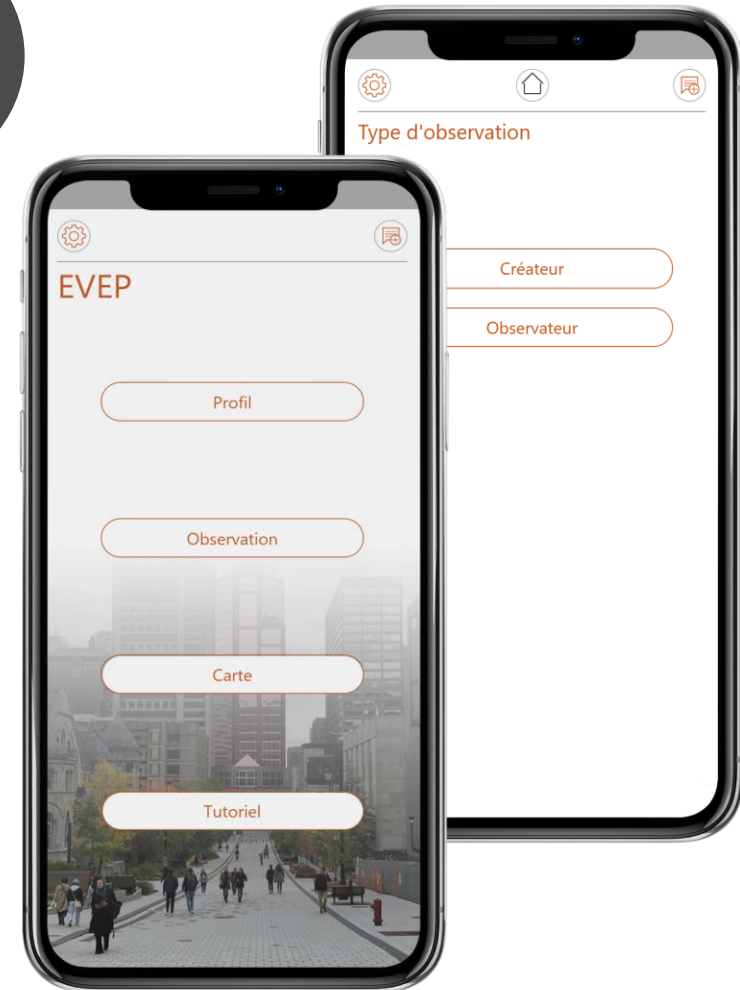 EVEP
Profil
Observation
Carte
Tutoriel
Type d'observation
Créateur
Observateur